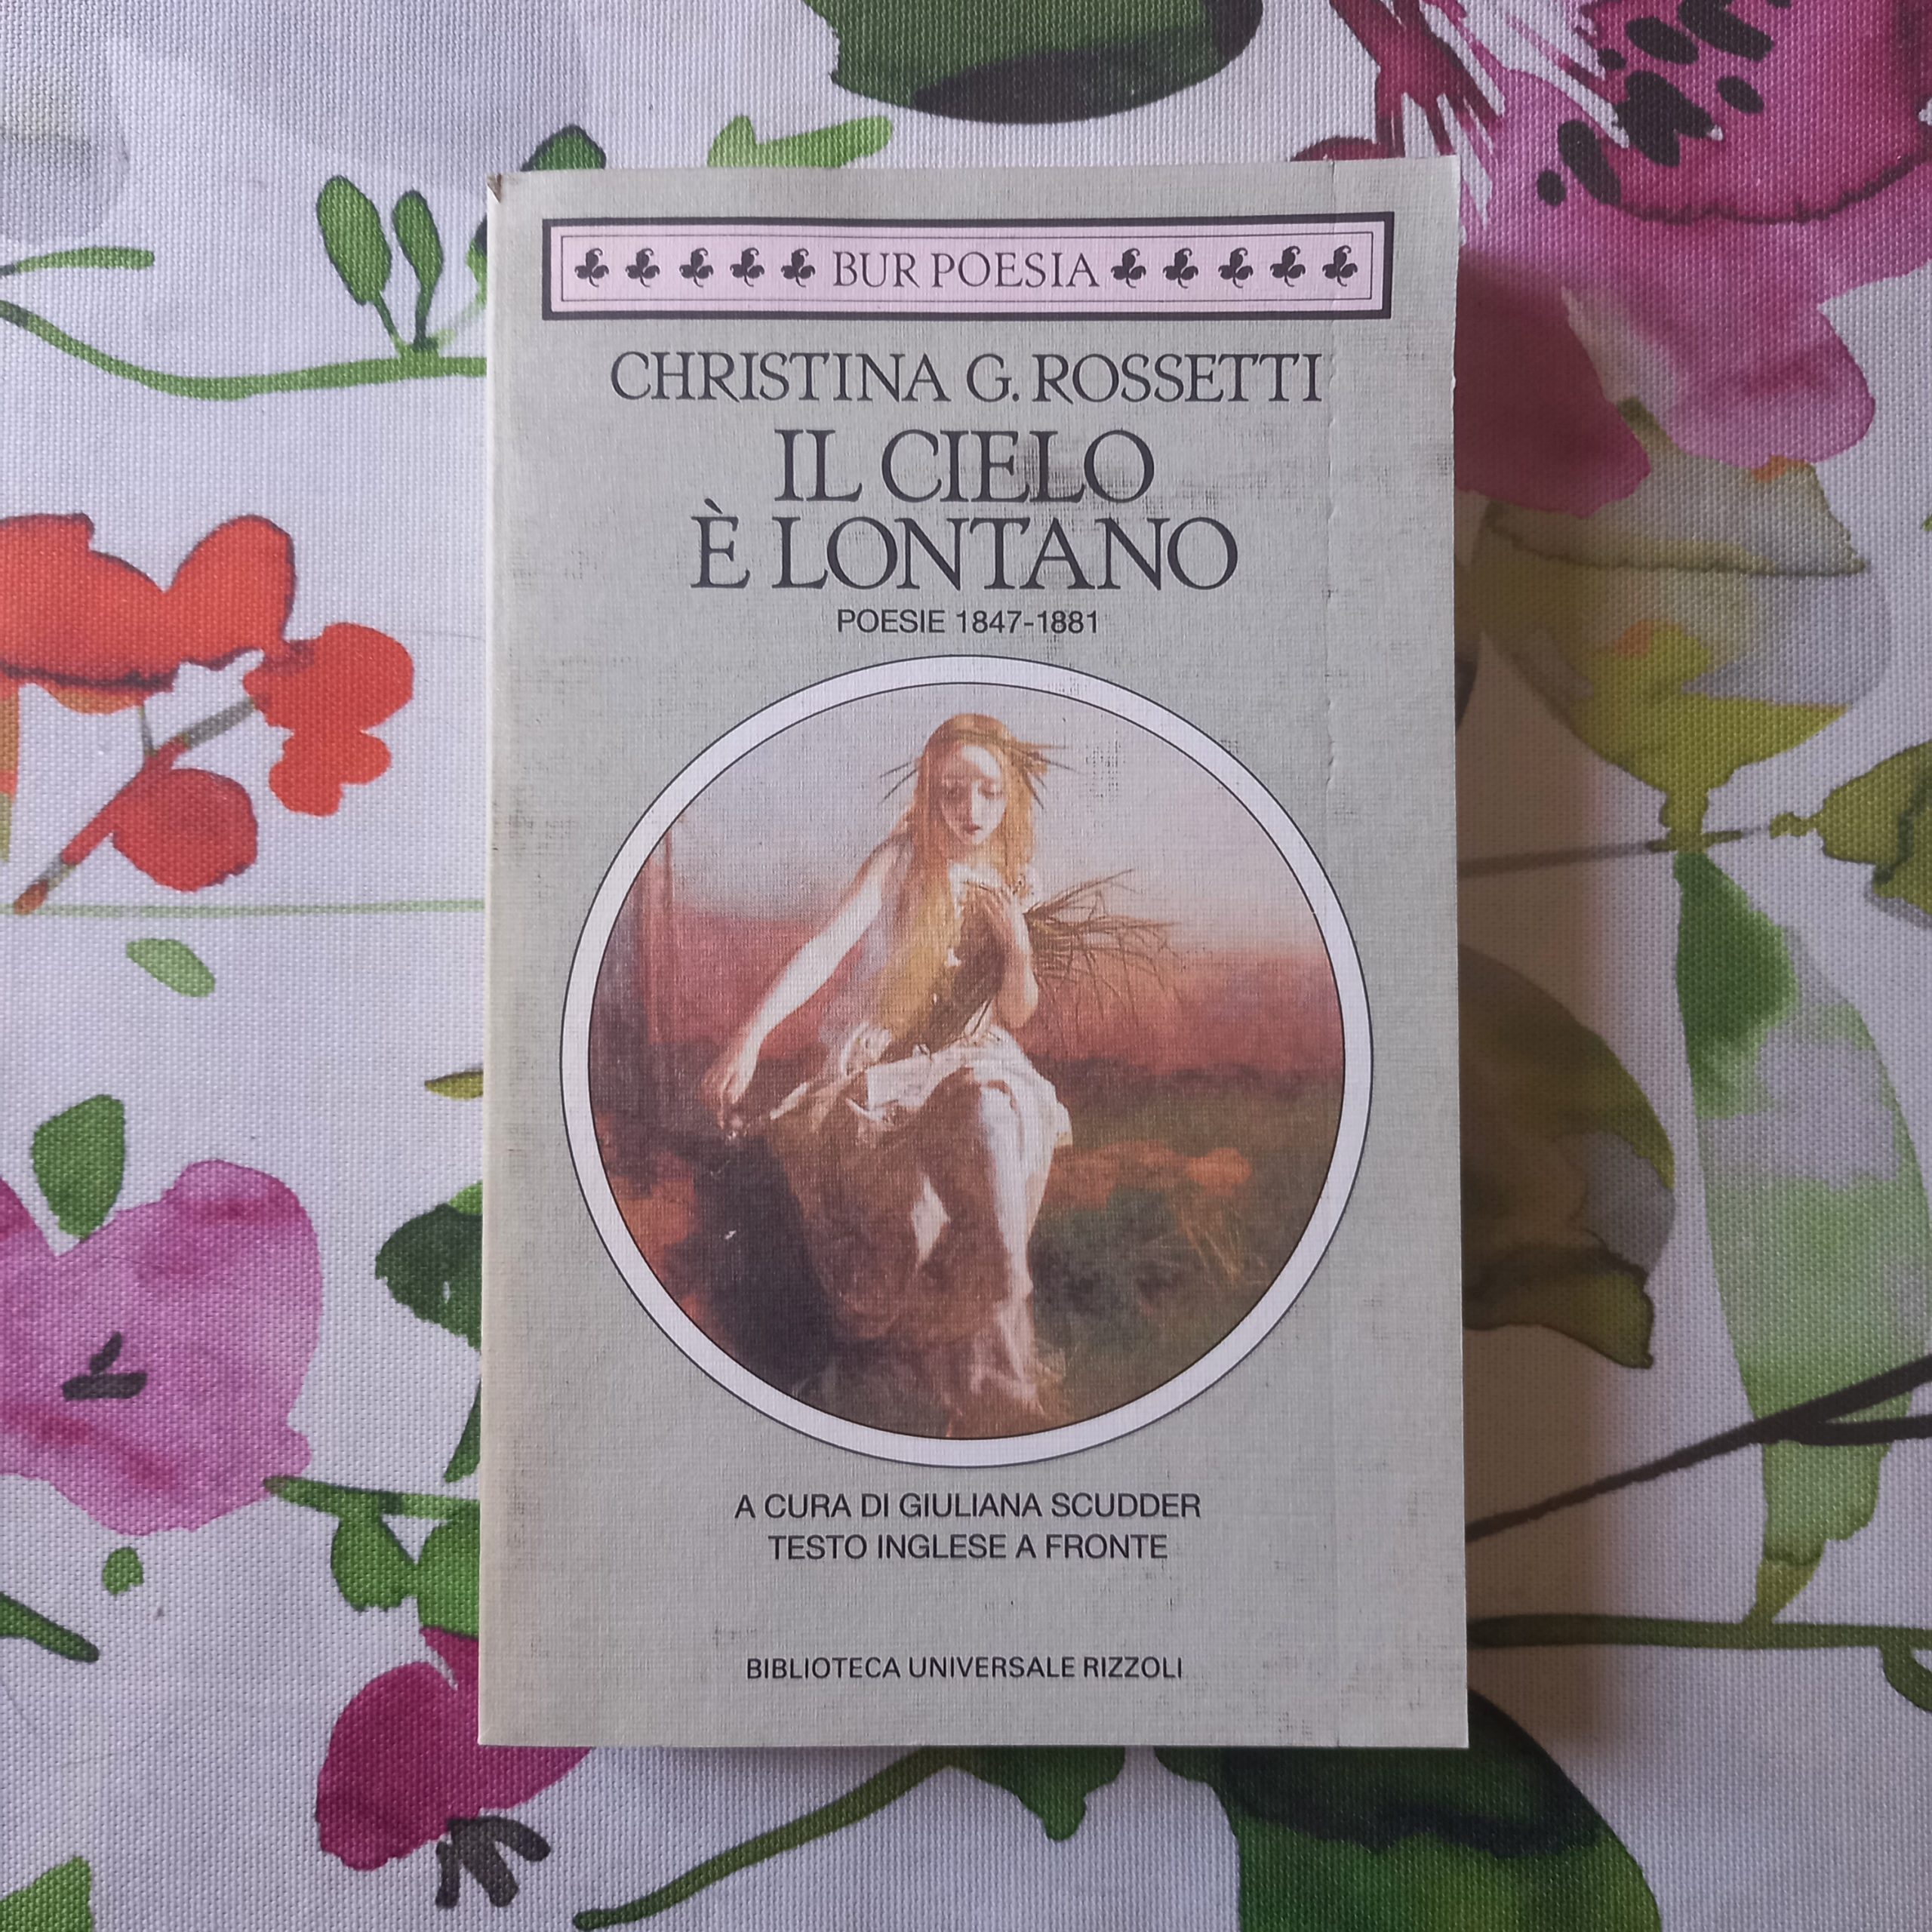 BUR POESIA
CHRISTINA G. ROSSETTI
IL CIELO
È LONTANO
POESIE 1847-1881
A CURA DI GIULIANA SCUDDER
TESTO INGLESE A FRONTE
BIBLIOTECA UNIVERSALE RIZZOLI